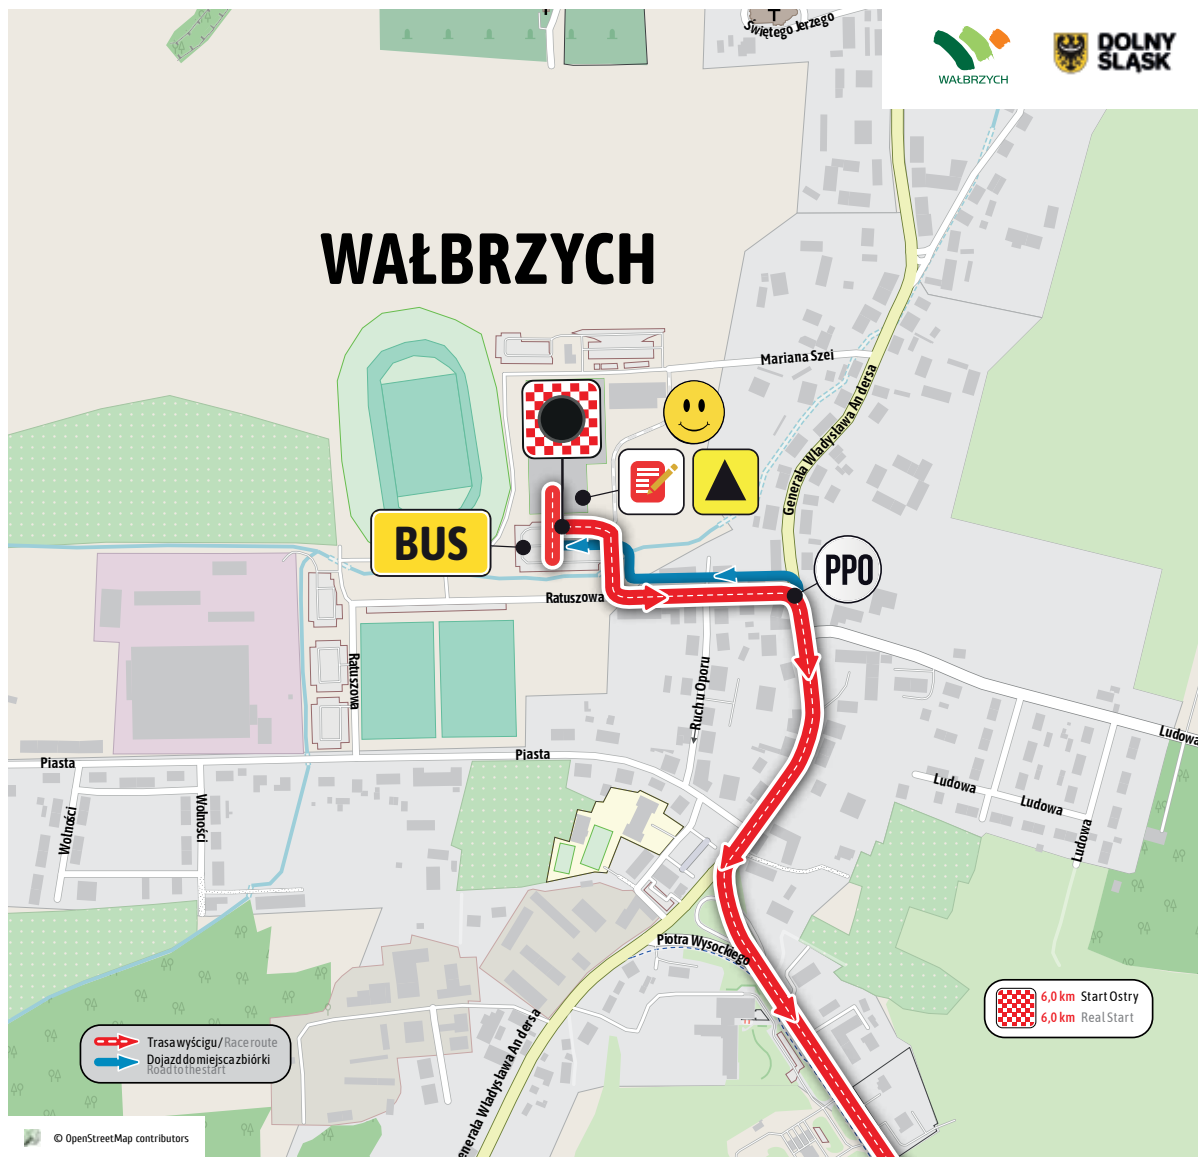 Świętego Jerzego
WAŁBRZYCH
DOLNY
ŚLĄSK
WAŁBRZYCH
Mariana Szei
Generała Władysława Andersa
BUS
PPO
Ratuszowa
Ratuszowa
Ruchu Oporu
Ludowa
Piasta
Piasta
Ludowa
Ludowa
Ludowa
Wolności
Wolności
Piotra Wysockiego
6,0 km Start Ostry
6,0 km Real Start
Generała Władysława Andersa
Trasa wyścigu / Race route
Dojazd do miejsca zbiórki
Road to the start
© OpenStreetMap contributors